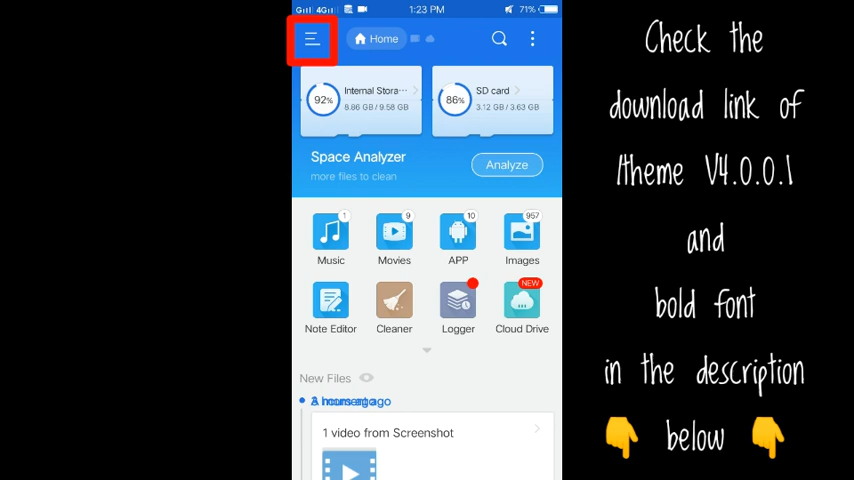 4G
1:23 PM
71%
Home
92%
Internal Stora···
8.86 GB / 9.58 GB
86%
SD card
3.12 GB / 3.63 GB
Space Analyzer
more files to clean
Analyze
1
9
10
957
Music
Movies
APP
Images
NEW
Note Editor
Cleaner
Logger
Cloud Drive
New Files
1 video from Screenshot
Check the
download link of
Itheme V4.0.0.1
and
bold font
in the description
👇 below 👇